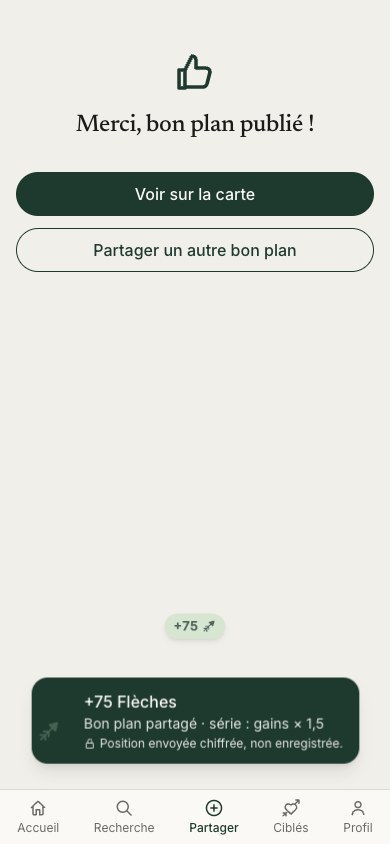 Merci, bon plan publié !
Voir sur la carte
Partager un autre bon plan
+75
+75 Flèches
Bon plan partagé · série : gains × 1,5
Position envoyée chiffrée, non enregistrée.
Accueil
Recherche
Partager
Ciblés
Profil